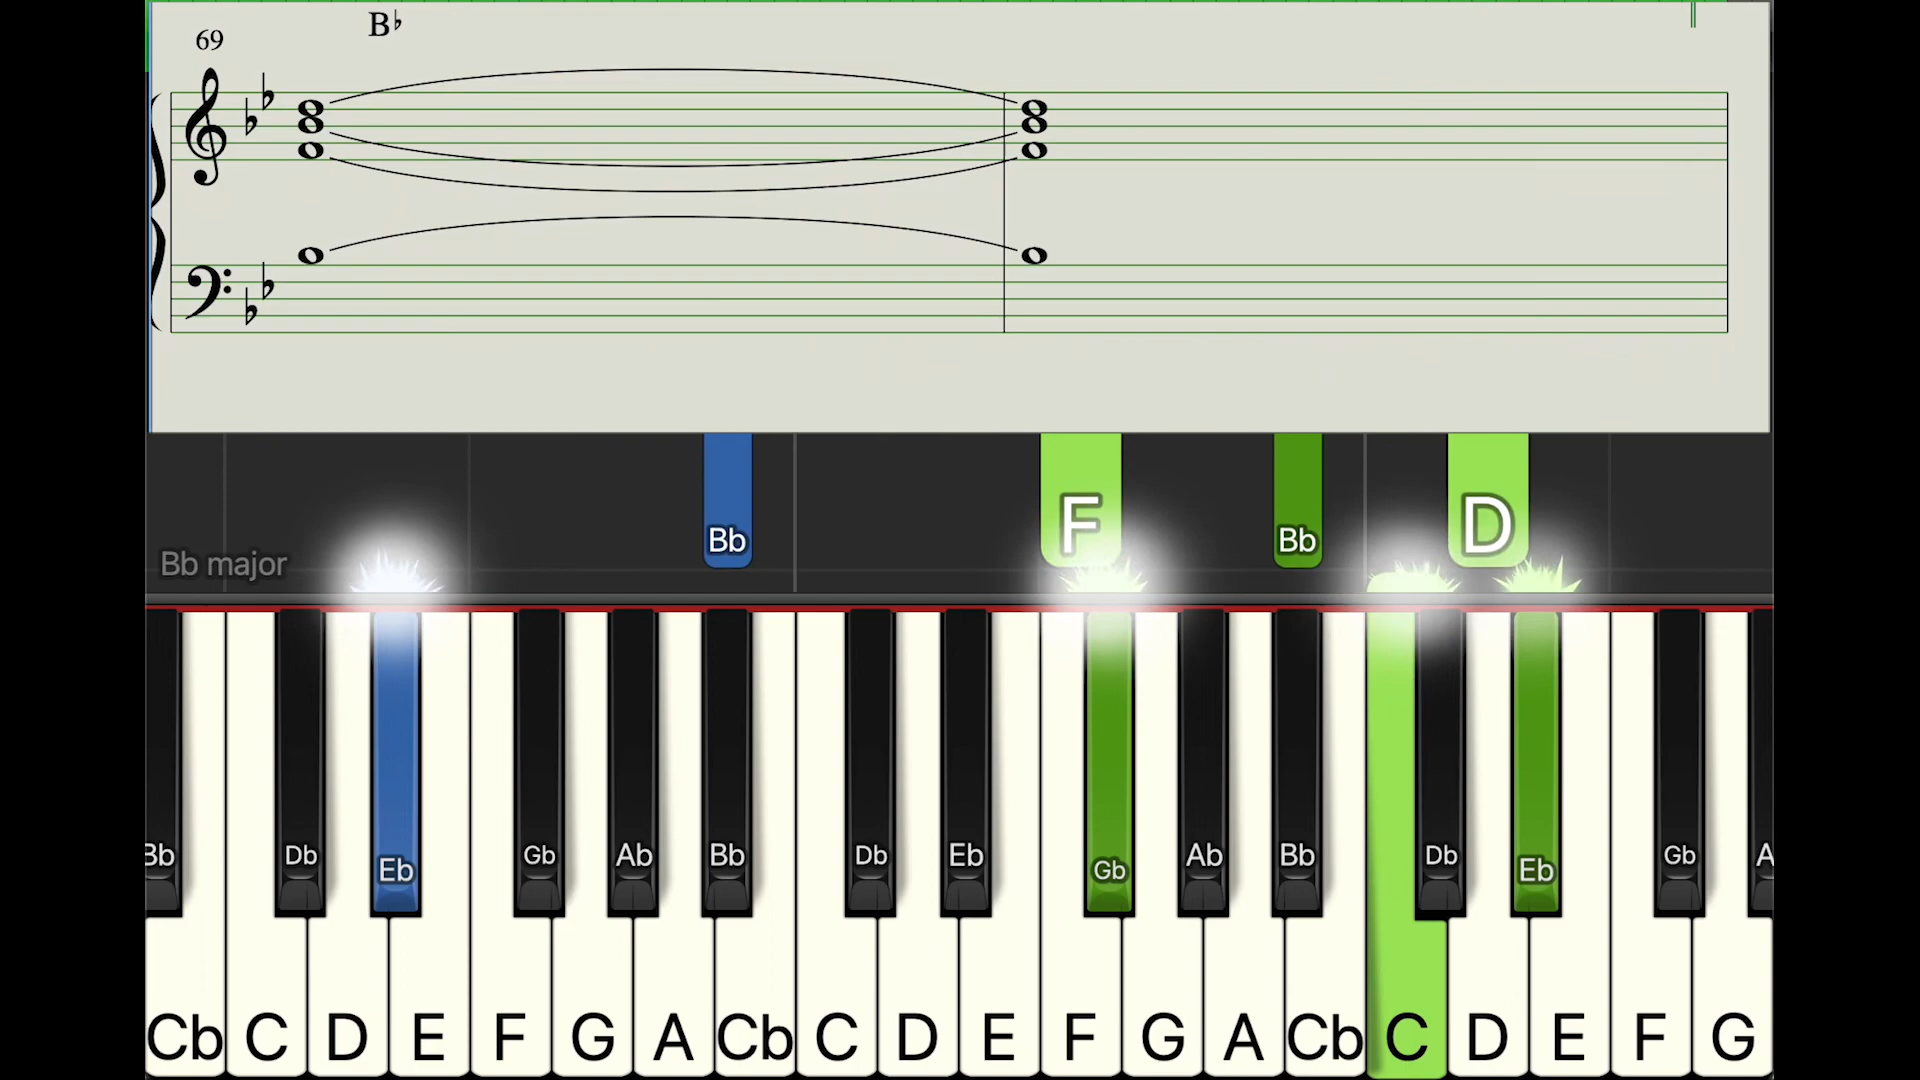 69 B♭
Bb F Bb D
Bb major
Bb Db Eb Gb Ab Bb Db Eb Gb Ab Bb Db Eb Gb A
Cb C D E F G A Cb C D E F G A Cb C D E F G